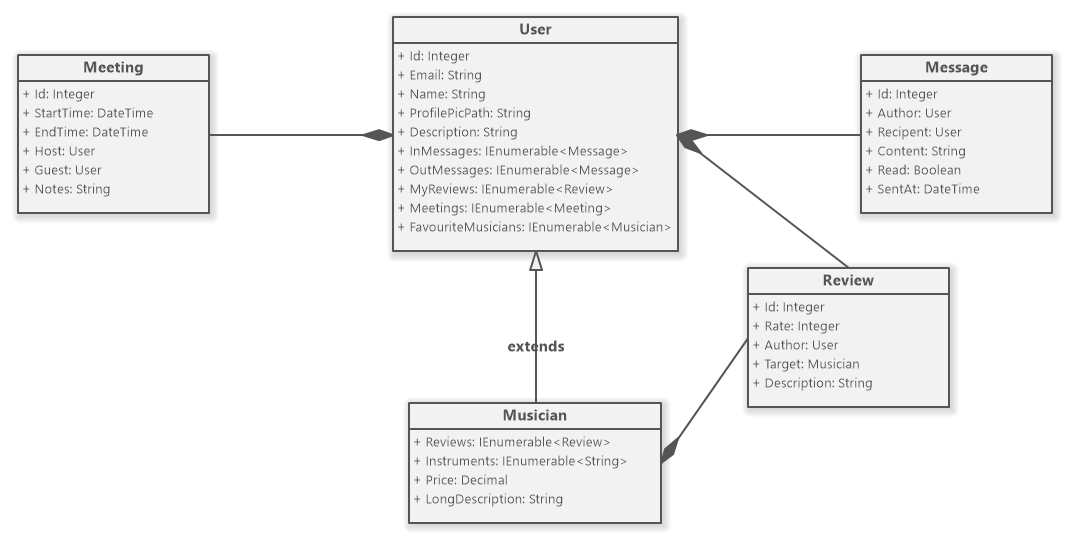 User
+ Id: Integer
+ Email: String
+ Name: String
+ ProfilePicPath: String
+ Description: String
+ InMessages: IEnumerable<Message>
+ OutMessages: IEnumerable<Message>
+ MyReviews: IEnumerable<Review>
+ Meetings: IEnumerable<Meeting>
+ FavouriteMusicians: IEnumerable<Musician>
Meeting
+ Id: Integer
+ StartTime: DateTime
+ EndTime: DateTime
+ Host: User
+ Guest: User
+ Notes: String
Message
+ Id: Integer
+ Author: User
+ Recipent: User
+ Content: String
+ Read: Boolean
+ SentAt: DateTime
Review
+ Id: Integer
+ Rate: Integer
+ Author: User
+ Target: Musician
+ Description: String
extends
Musician
+ Reviews: IEnumerable<Review>
+ Instruments: IEnumerable<String>
+ Price: Decimal
+ LongDescription: String